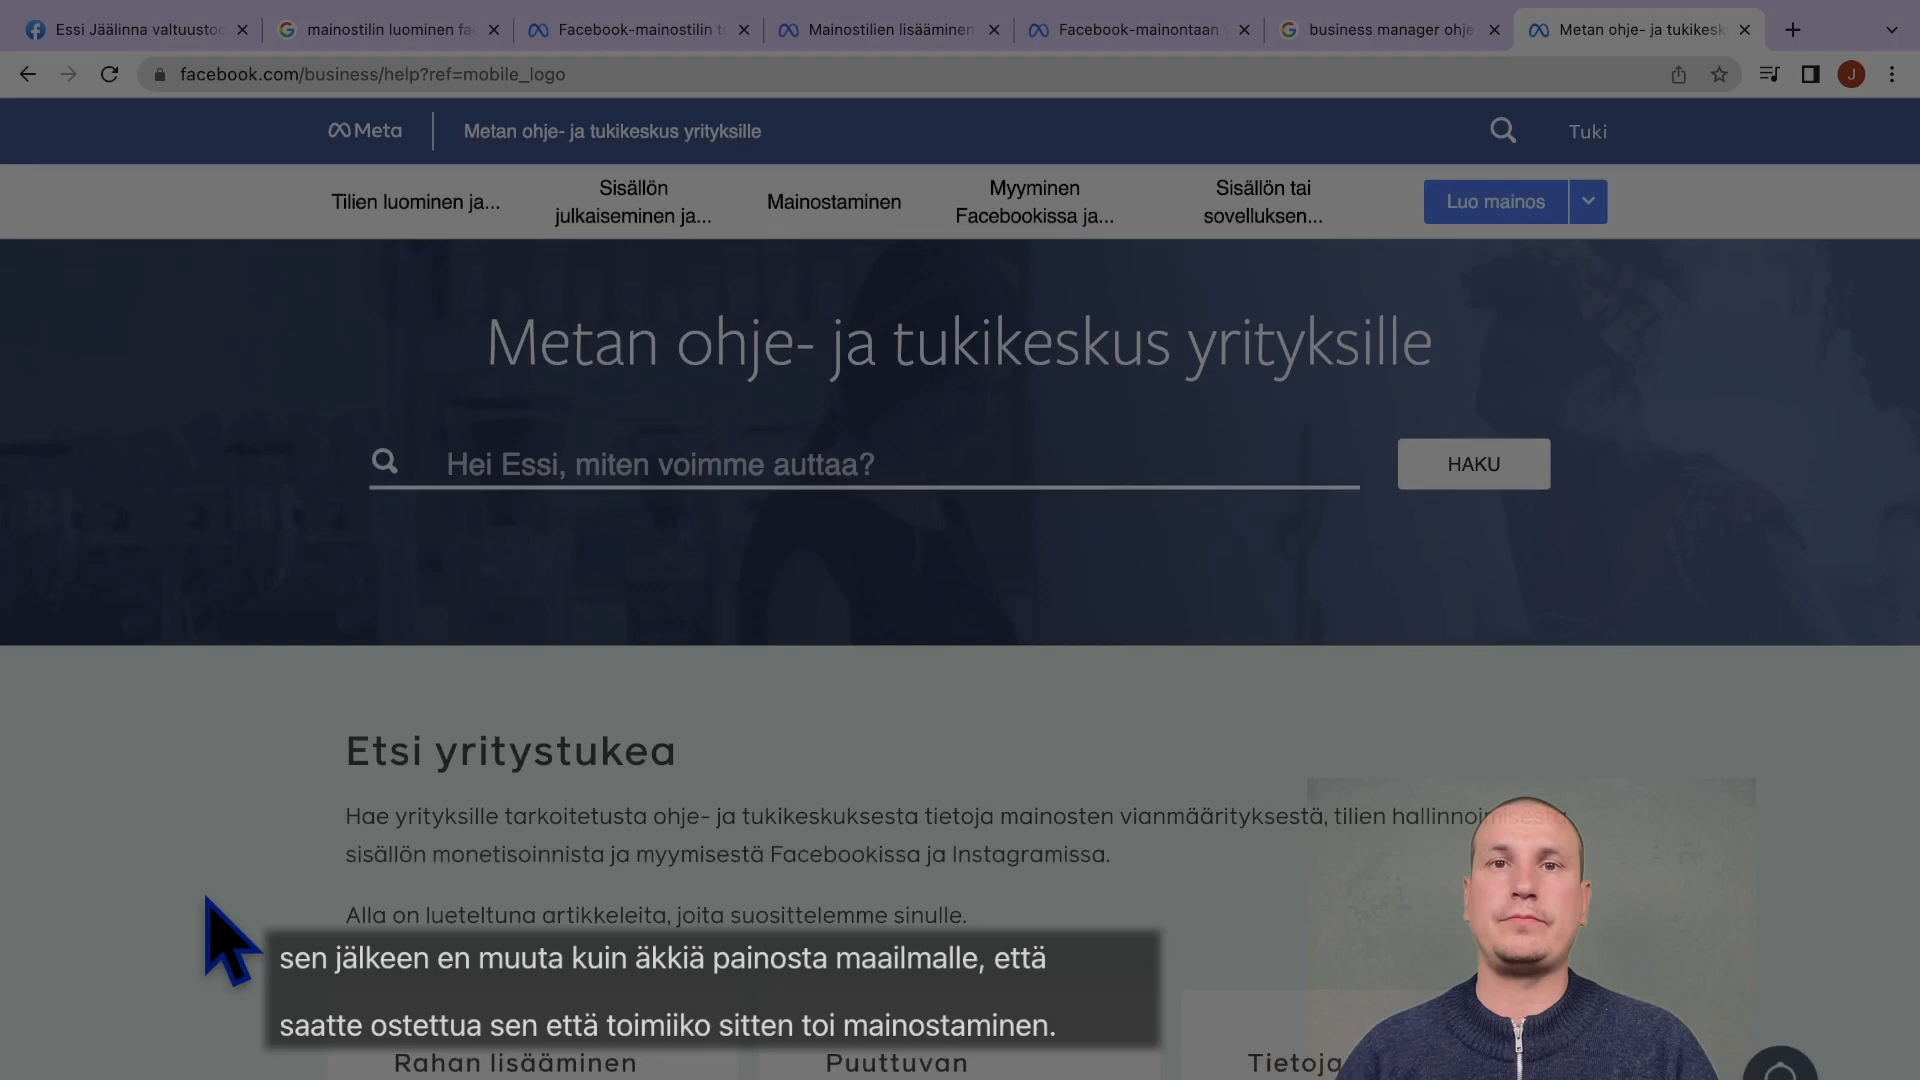 Essi Jäälinna valtuusto
mainostilin luominen fa
Facebook-mainostilin t
Mainostilien lisääminen
Facebook-mainontaan
business manager ohje
Metan ohje- ja tukikesk
facebook.com/business/help?ref=mobile_logo
J
Meta
Metan ohje- ja tukikeskus yrityksille
Tuki
Tilien luominen ja...
Sisällön
julkaiseminen ja...
Mainostaminen
Myyminen
Facebookissa ja...
Sisällön tai
sovelluksen...
Luo mainos
Metan ohje- ja tukikeskus yrityksille
Hei Essi, miten voimme auttaa?
HAKU
Etsi yritystukea
Hae yrityksille tarkoitetusta ohje- ja tukikeskuksesta tietoja mainosten vianmäärityksestä, tilien hallinnoimisesta,
sisällön monetisoinnista ja myymisestä Facebookissa ja Instagramissa.
Alla on lueteltuna artikkeleita, joita suosittelemme sinulle.
sen jälkeen en muuta kuin äkkiä painosta maailmalle, että
saatte ostettua sen että toimiiko sitten toi mainostaminen.
Rahan lisääminen
Puuttuvan
Tietoja